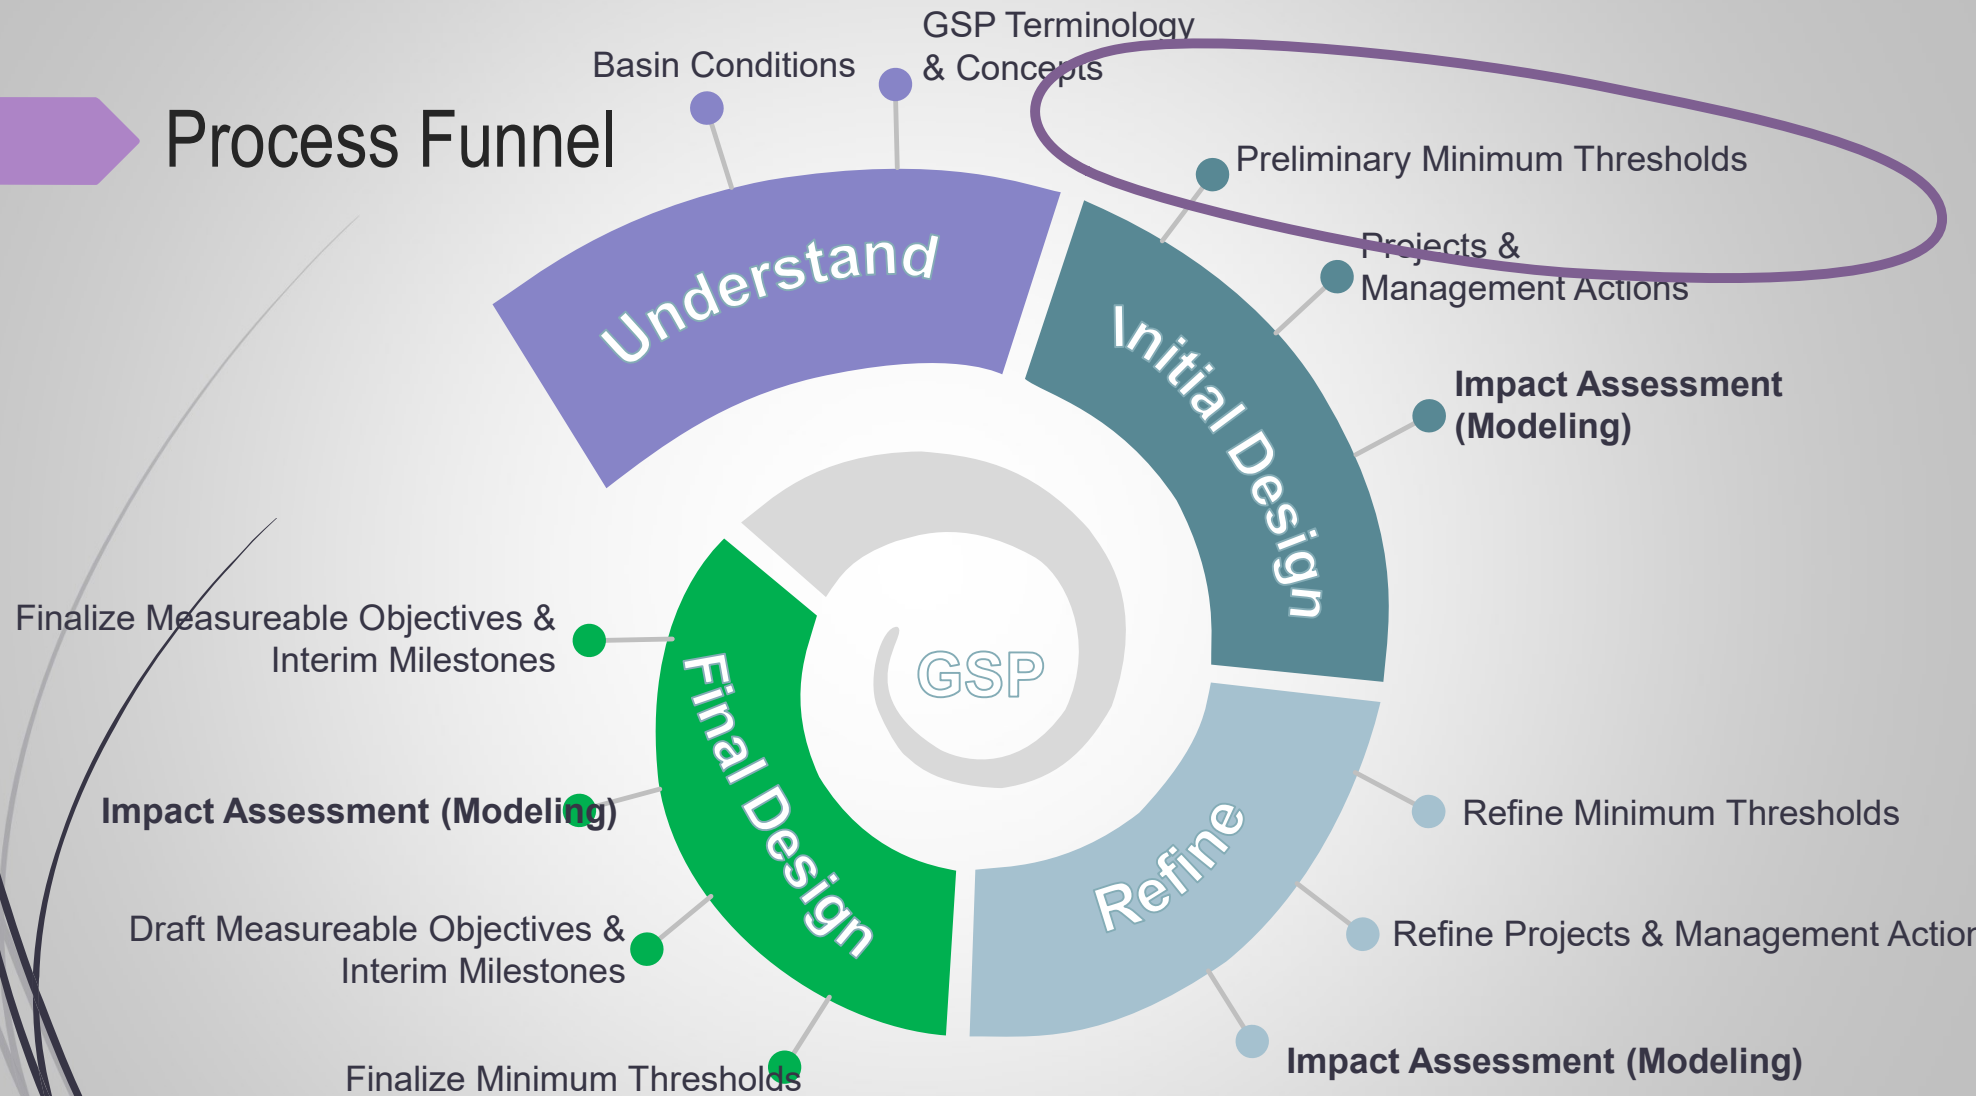 Process Funnel
Basin Conditions
GSP Terminology
& Concepts
Understand
Preliminary Minimum Thresholds
Projects &
Management Actions
Impact Assessment
(Modeling)
Initial Design
Refine Minimum Thresholds
Refine Projects & Management Action
Impact Assessment (Modeling)
Refine
Finalize Minimum Thresholds
Draft Measureable Objectives &
Interim Milestones
Impact Assessment (Modeling)
Finalize Measureable Objectives &
Interim Milestones
Final Design
GSP